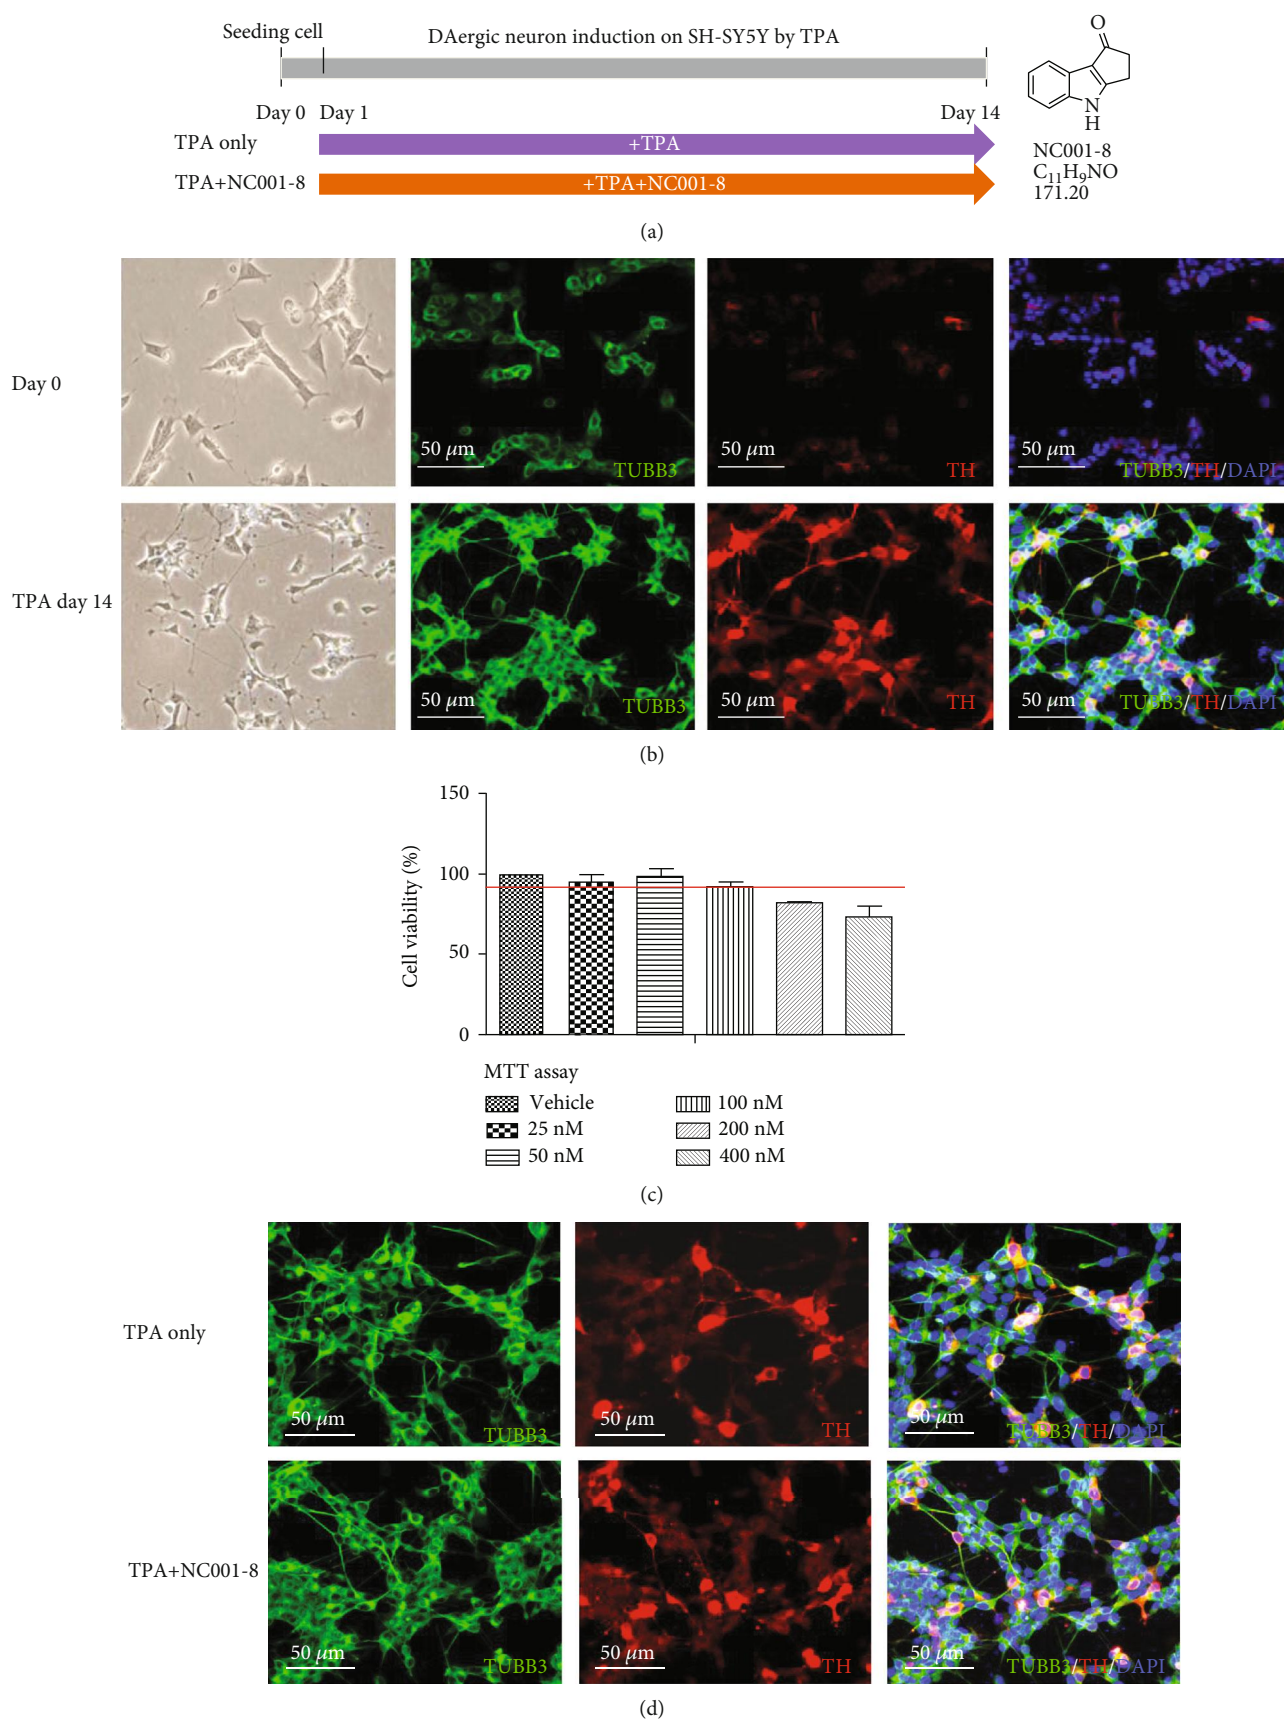 Seeding cell
DAergic neuron induction on SH-SY5Y by TPA
Day 0 Day 1 Day 14
TPA only
+TPA
TPA+NC001-8
+TPA+NC001-8
O
N
H
NC001-8
C₁₁H₉NO
171.20
(a)
Day 0
50 µm TUBB3
50 µm TH
50 µm TUBB3/TH/DAPI
TPA day 14
50 µm TUBB3
50 µm TH
50 µm TUBB3/TH/DAPI
(b)
150
100
50
0
Cell viability (%)
MTT assay
Vehicle
25 nM
50 nM
100 nM
200 nM
400 nM
(c)
TPA only
50 µm TUBB3
50 µm TH
50 µm TUBB3/TH/DAPI
TPA+NC001-8
50 µm TUBB3
50 µm TH
50 µm TUBB3/TH/DAPI
(d)